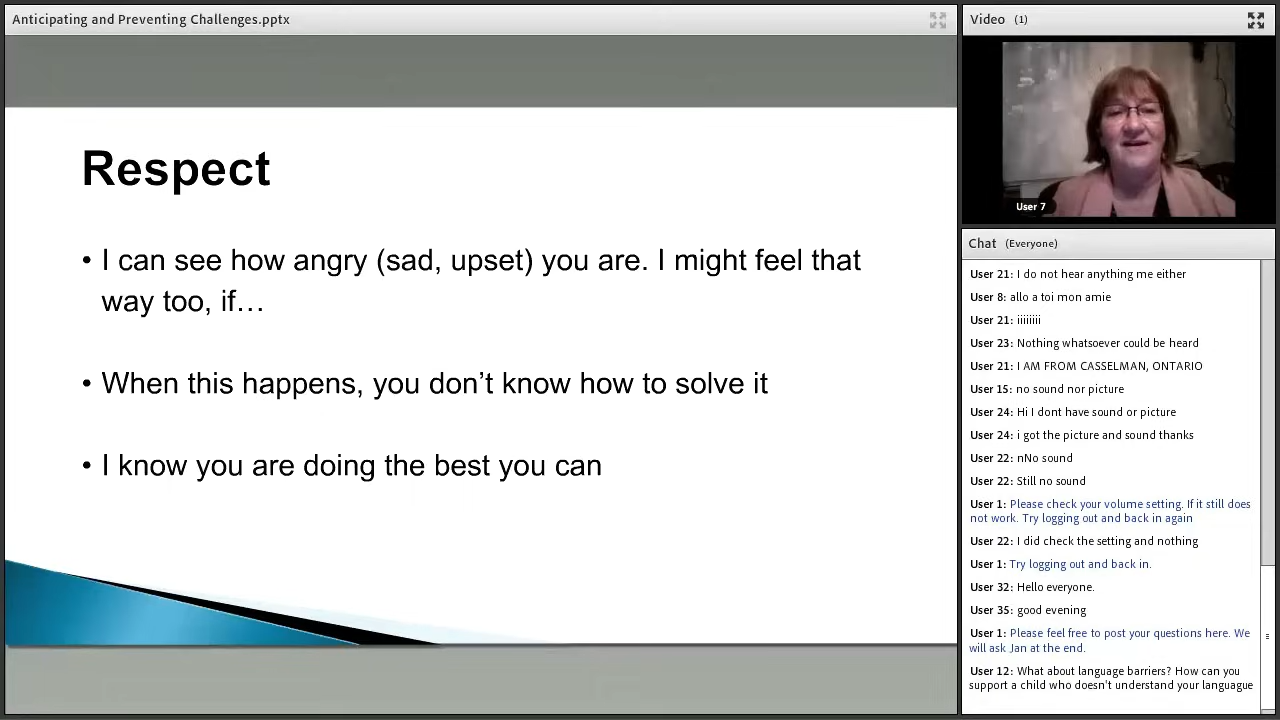 Anticipating and Preventing Challenges.pptx
Respect
• I can see how angry (sad, upset) you are. I might feel that
way too, if…
• When this happens, you don’t know how to solve it
• I know you are doing the best you can
Video (1)
User 7
Chat (Everyone)
User 21: I do not hear anything me either
User 8: allo a toi mon amie
User 21: iiiiiiii
User 23: Nothing whatsoever could be heard
User 21: I AM FROM CASSELMAN, ONTARIO
User 15: no sound nor picture
User 24: Hi I dont have sound or picture
User 24: i got the picture and sound thanks
User 22: nNo sound
User 22: Still no sound
User 1: Please check your volume setting. If it still does
not work. Try logging out and back in again
User 22: I did check the setting and nothing
User 1: Try logging out and back in.
User 32: Hello everyone.
User 35: good evening
User 1: Please feel free to post your questions here. We
will ask Jan at the end.
User 12: What about language barriers? How can you
support a child who doesn't understand your languague